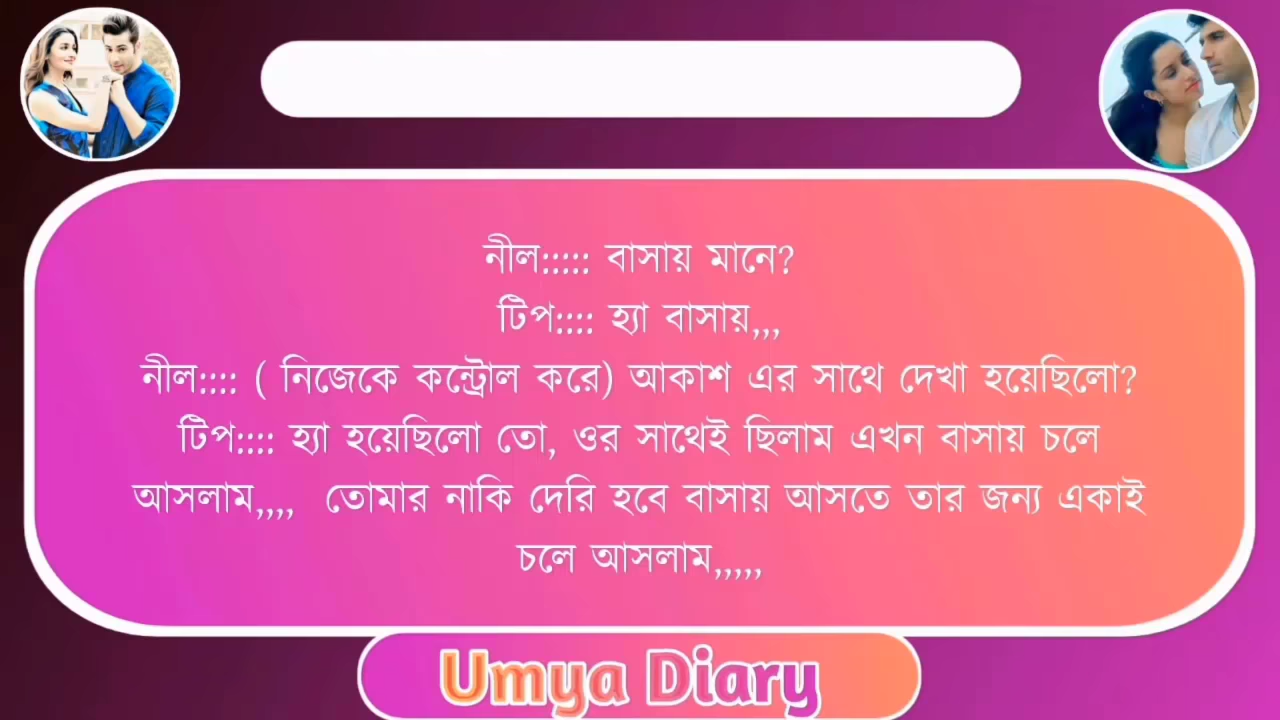 নীল::::: বাসায় মানে?
টিপ:::: হ্যা বাসায়,,,
নীল:::: ( নিজেকে কন্ট্রোল করে) আকাশ এর সাথে দেখা হয়েছিলো?
টিপ:::: হ্যা হয়েছিলো তো, ওর সাথেই ছিলাম এখন বাসায় চলে
আসলাম,,,, তোমার নাকি দেরি হবে বাসায় আসতে তার জন্য একাই
চলে আসলাম,,,,,
Umya Diary